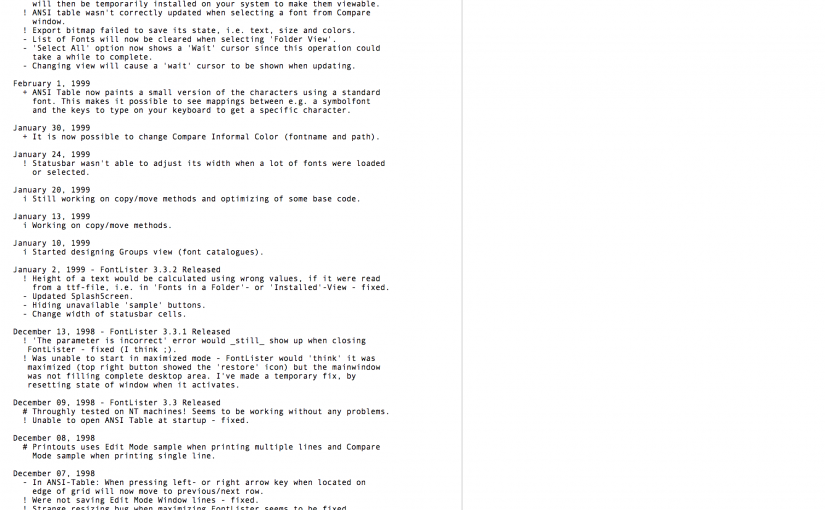 will then be temporarily installed on your system to make them viewable.
! ANSI table wasn't correctly updated when selecting a font from Compare
window.
! Export bitmap failed to save its state, i.e. text, size and colors.
- List of Fonts will now be cleared when selecting 'Folder View'.
- 'Select All' option now shows a 'Wait' cursor since this operation could
take a while to complete.
- Changing view will cause a 'wait' cursor to be shown when updating.
February 1, 1999
+ ANSI Table now paints a small version of the characters using a standard
font. This makes it possible to see mappings between e.g. a symbolfont
and the keys to type on your keyboard to get a specific character.
January 30, 1999
+ It is now possible to change Compare Informal Color (fontname and path).
January 24, 1999
! Statusbar wasn't able to adjust its width when a lot of fonts were loaded
or selected.
January 20, 1999
i Still working on copy/move methods and optimizing of some base code.
January 13, 1999
i Working on copy/move methods.
January 10, 1999
i Started designing Groups view (font catalogues).
January 2, 1999 - FontLister 3.3.2 Released
! Height of a text would be calculated using wrong values, if it were read
from a ttf-file, i.e. in 'Fonts in a Folder'- or 'Installed'-View - fixed.
- Updated SplashScreen.
- Hiding unavailable 'sample' buttons.
- Change width of statusbar cells.
December 13, 1998 - FontLister 3.3.1 Released
! 'The parameter is incorrect' error would _still_ show up when closing
FontLister - fixed (I think ;).
! Was unable to start in maximized mode - FontLister would 'think' it was
maximized (top right button showed the 'restore' icon) but the mainwindow
was not filling complete desktop area. I've made a temporary fix, by
resetting state of window when it activates.
December 09, 1998 - FontLister 3.3 Released
# Throughly tested on NT machines! Seems to be working without any problems.
! Unable to open ANSI Table at startup - fixed.
December 08, 1998
# Printouts uses Edit Mode sample when printing multiple lines and Compare
Mode sample when printing single line.
December 07, 1998
- In ANSI-Table: When pressing left- or right arrow key when located on
edge of grid will now move to previous/next row.
! Were not saving Edit Mode Window lines - fixed.
! Strange resizing bug when maximizing FontLister seems to be fixed.